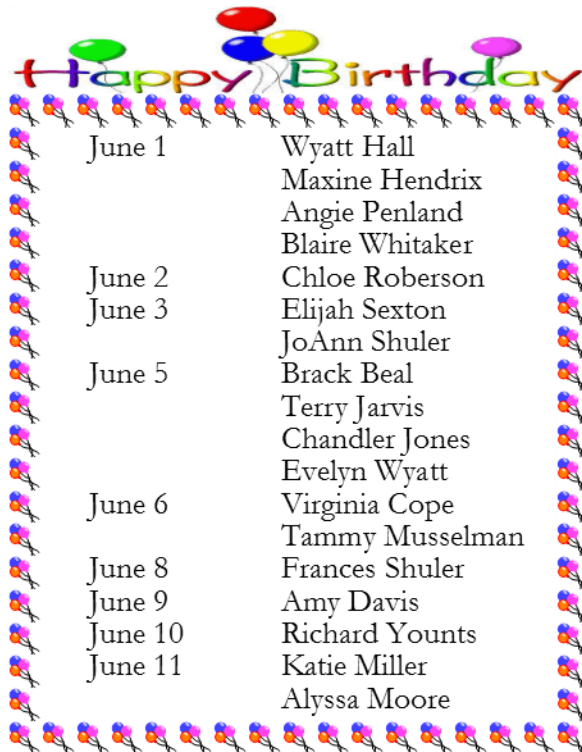 Happy Birthday
June 1 Wyatt Hall
Maxine Hendrix
Angie Penland
Blaire Whitaker
June 2 Chloe Roberson
June 3 Elijah Sexton
JoAnn Shuler
June 5 Brack Beal
Terry Jarvis
Chandler Jones
Evelyn Wyatt
June 6 Virginia Cope
Tammy Musselman
June 8 Frances Shuler
June 9 Amy Davis
June 10 Richard Younts
June 11 Katie Miller
Alyssa Moore